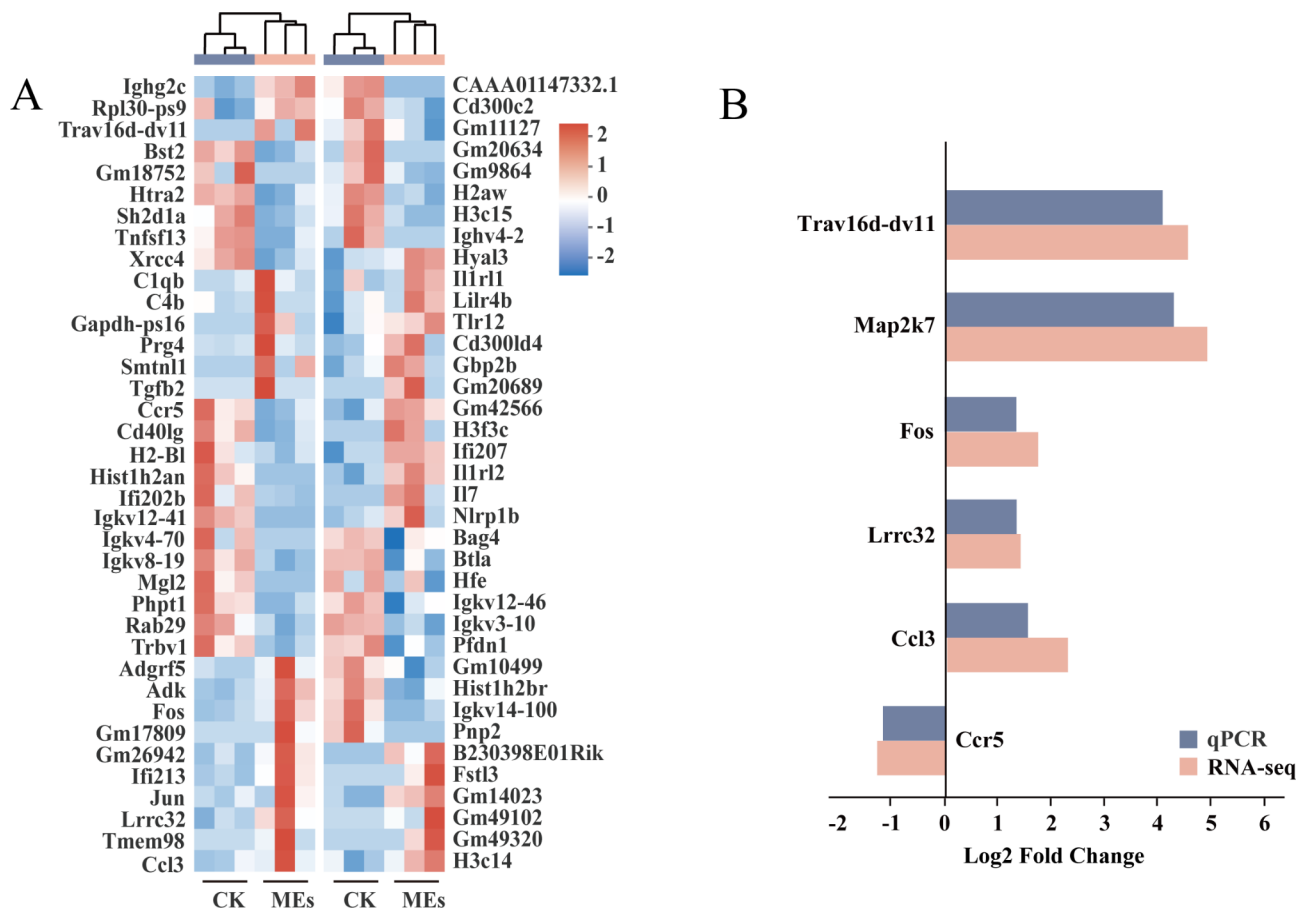 A
Ighg2c
Rpl30-ps9
Trav16d-dv11
Bst2
Gm18752
Htra2
Sh2d1a
Tnfsf13
Xrcc4
C1qb
C4b
Gapdh-ps16
Prg4
Smtnl1
Tgfb2
Ccr5
Cd40lg
H2-Bl
Hist1h2an
Ifi202b
Igkv12-41
Igkv4-70
Igkv8-19
Mgl2
Phpt1
Rab29
Trbv1
Adgrf5
Adk
Fos
Gm17809
Gm26942
Ifi213
Jun
Lrrc32
Tmem98
Ccl3
CAAA01147332.1
Cd300c2
Gm11127
Gm20634
Gm9864
H2aw
H3c15
Ighv4-2
Hyal3
Il1rl1
Lilr4b
Tlr12
Cd300ld4
Gbp2b
Gm20689
Gm42566
H3f3c
Ifi207
Il1rl2
Il7
Nlrp1b
Bag4
Btla
Hfe
Igkv12-46
Igkv3-10
Pfdn1
Gm10499
Hist1h2br
Igkv14-100
Pnp2
B230398E01Rik
Fstl3
Gm14023
Gm49102
Gm49320
H3c14
2
1
0
-1
-2
CK MEs CK MEs
B
Trav16d-dv11
Map2k7
Fos
Lrrc32
Ccl3
Ccr5
qPCR
RNA-seq
-2 -1 0 1 2 3 4 5 6
Log2 Fold Change